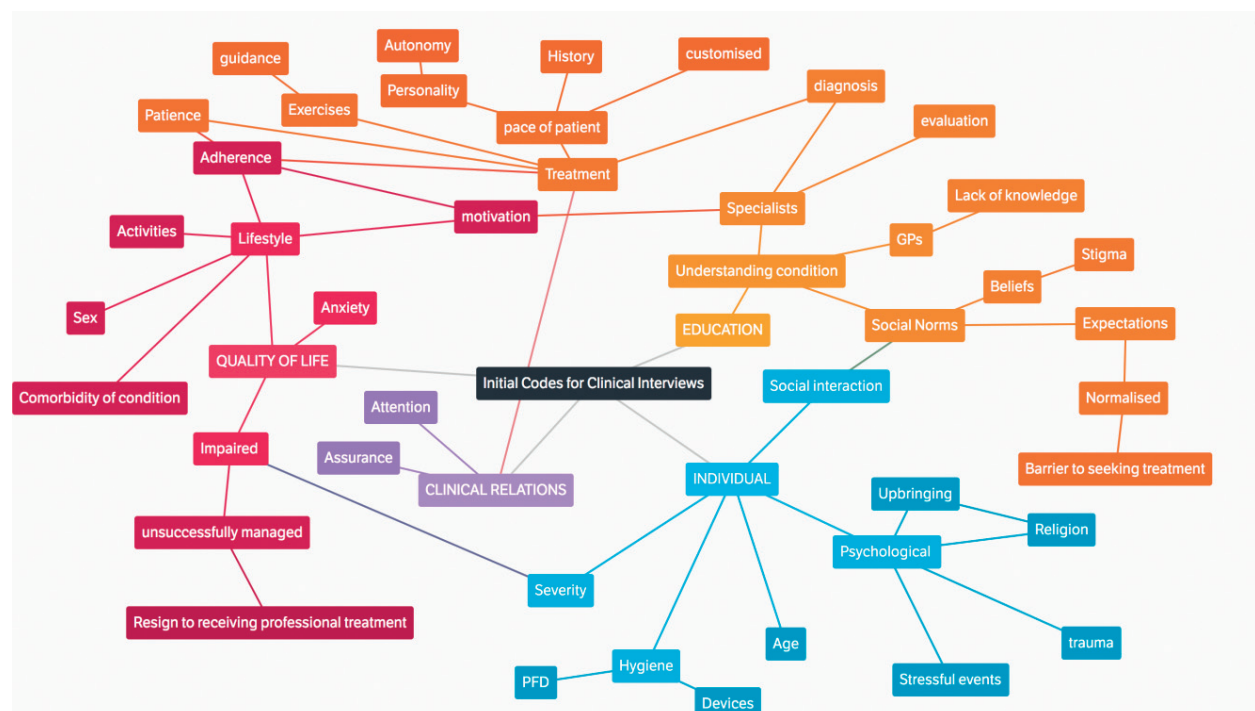 Autonomy
History
customised
guidance
Personality
diagnosis
Exercises
Patience
pace of patient
evaluation
Adherence
Treatment
Lack of knowledge
motivation
Specialists
Activities
Lifestyle
GPs
Stigma
Understanding condition
Beliefs
Anxiety
Sex
EDUCATION
Social Norms
Expectations
QUALITY OF LIFE
Initial Codes for Clinical Interviews
Social interaction
Comorbidity of condition
Attention
Normalised
Impaired
Assurance
Barrier to seeking treatment
INDIVIDUAL
CLINICAL RELATIONS
Upbringing
unsuccessfully managed
Religion
Psychological
Severity
Resign to receiving professional treatment
Age
trauma
Hygiene
PFD
Stressful events
Devices